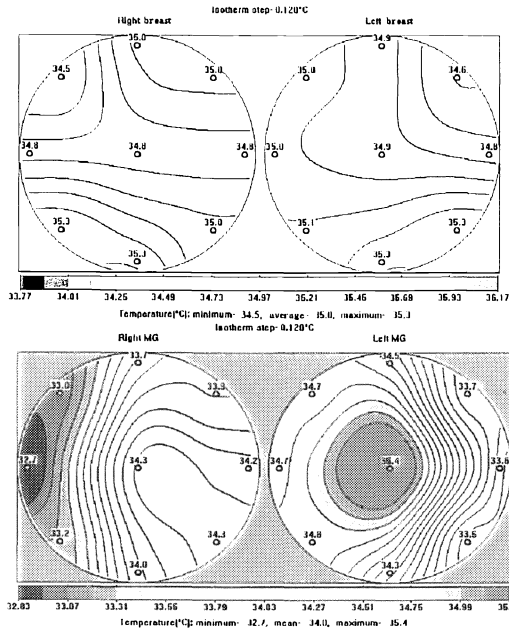 Isotherm step- 0.120°C
Right breast Left breast
35.0 34.9
34.5 35.0 35.0 34.6
34.8 34.8 34.8 35.0 34.9 34.8
35.3 35.0 35.1 35.3
35.3 35.3
33.77 34.01 34.25 34.49 34.73 34.97 35.21 35.45 35.69 35.93 36.17
Temperature(°C): minimum- 34.5, average- 35.0, maximum- 35.3
Isotherm step- 0.120°C
Right MG Left MG
33.7 34.5
33.0 33.9 34.7 33.7
32.7 34.3 34.2 34.7 35.4 33.6
33.2 34.3 34.8 33.6
34.0 34.3
32.83 33.07 33.31 33.55 33.79 34.03 34.27 34.51 34.75 34.99
Temperature(°C): minimum- 32.7, mean- 34.0, maximum- 35.4